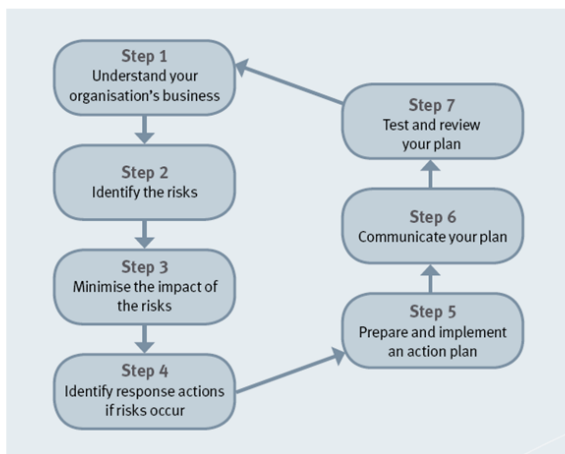 Step 1
Understand your
organisation's business
Step 2
Identify the risks
Step 3
Minimise the impact of
the risks
Step 4
Identify response actions
if risks occur
Step 5
Prepare and implement
an action plan
Step 6
Communicate your plan
Step 7
Test and review
your plan